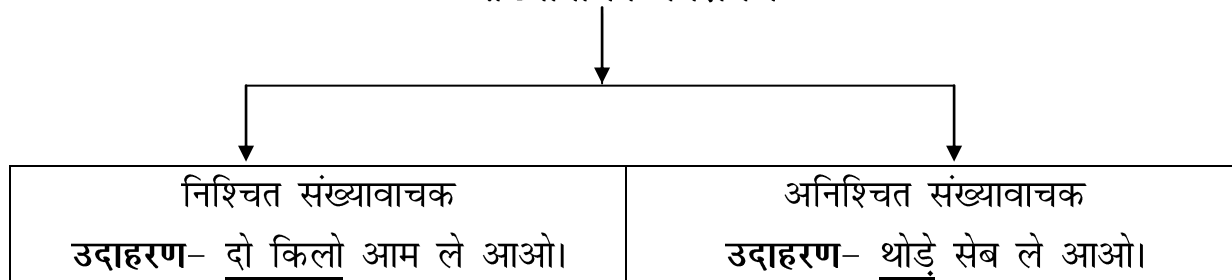 निश्चित संख्यावाचक
उदाहरण– दो किलो आम ले आओ।
अनिश्चित संख्यावाचक
उदाहरण– थोड़े सेब ले आओ।